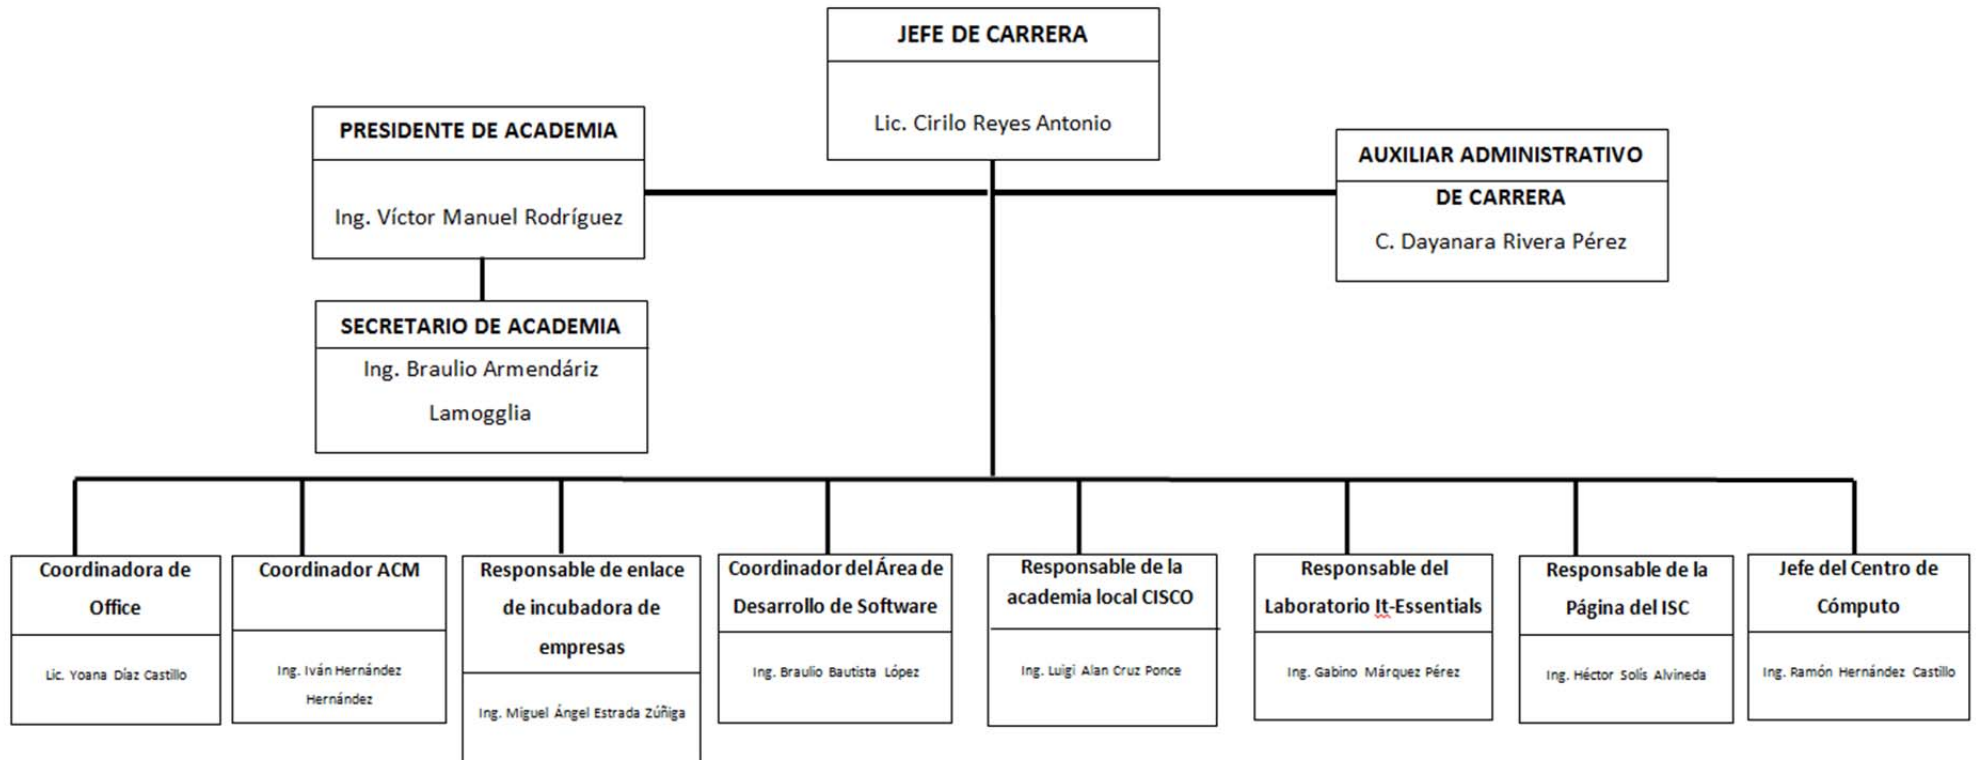 JEFE DE CARRERA
Lic. Cirilo Reyes Antonio
PRESIDENTE DE ACADEMIA
Ing. Víctor Manuel Rodríguez
AUXILIAR ADMINISTRATIVO
DE CARRERA
C. Dayanara Rivera Pérez
SECRETARIO DE ACADEMIA
Ing. Braulio Armendáriz
Lamogglia
Coordinadora de
Office
Lic. Yoana Díaz Castillo
Coordinador ACM
Ing. Iván Hernández
Hernández
Responsable de enlace
de incubadora de
empresas
Ing. Miguel Ángel Estrada Zúñiga
Coordinador del Área de
Desarrollo de Software
Ing. Braulio Bautista López
Responsable de la
academia local CISCO
Ing. Luigi Alan Cruz Ponce
Responsable del
Laboratorio It-Essentials
Ing. Gabino Márquez Pérez
Responsable de la
Página del ISC
Ing. Héctor Solís Alvineda
Jefe del Centro de
Cómputo
Ing. Ramón Hernández Castillo